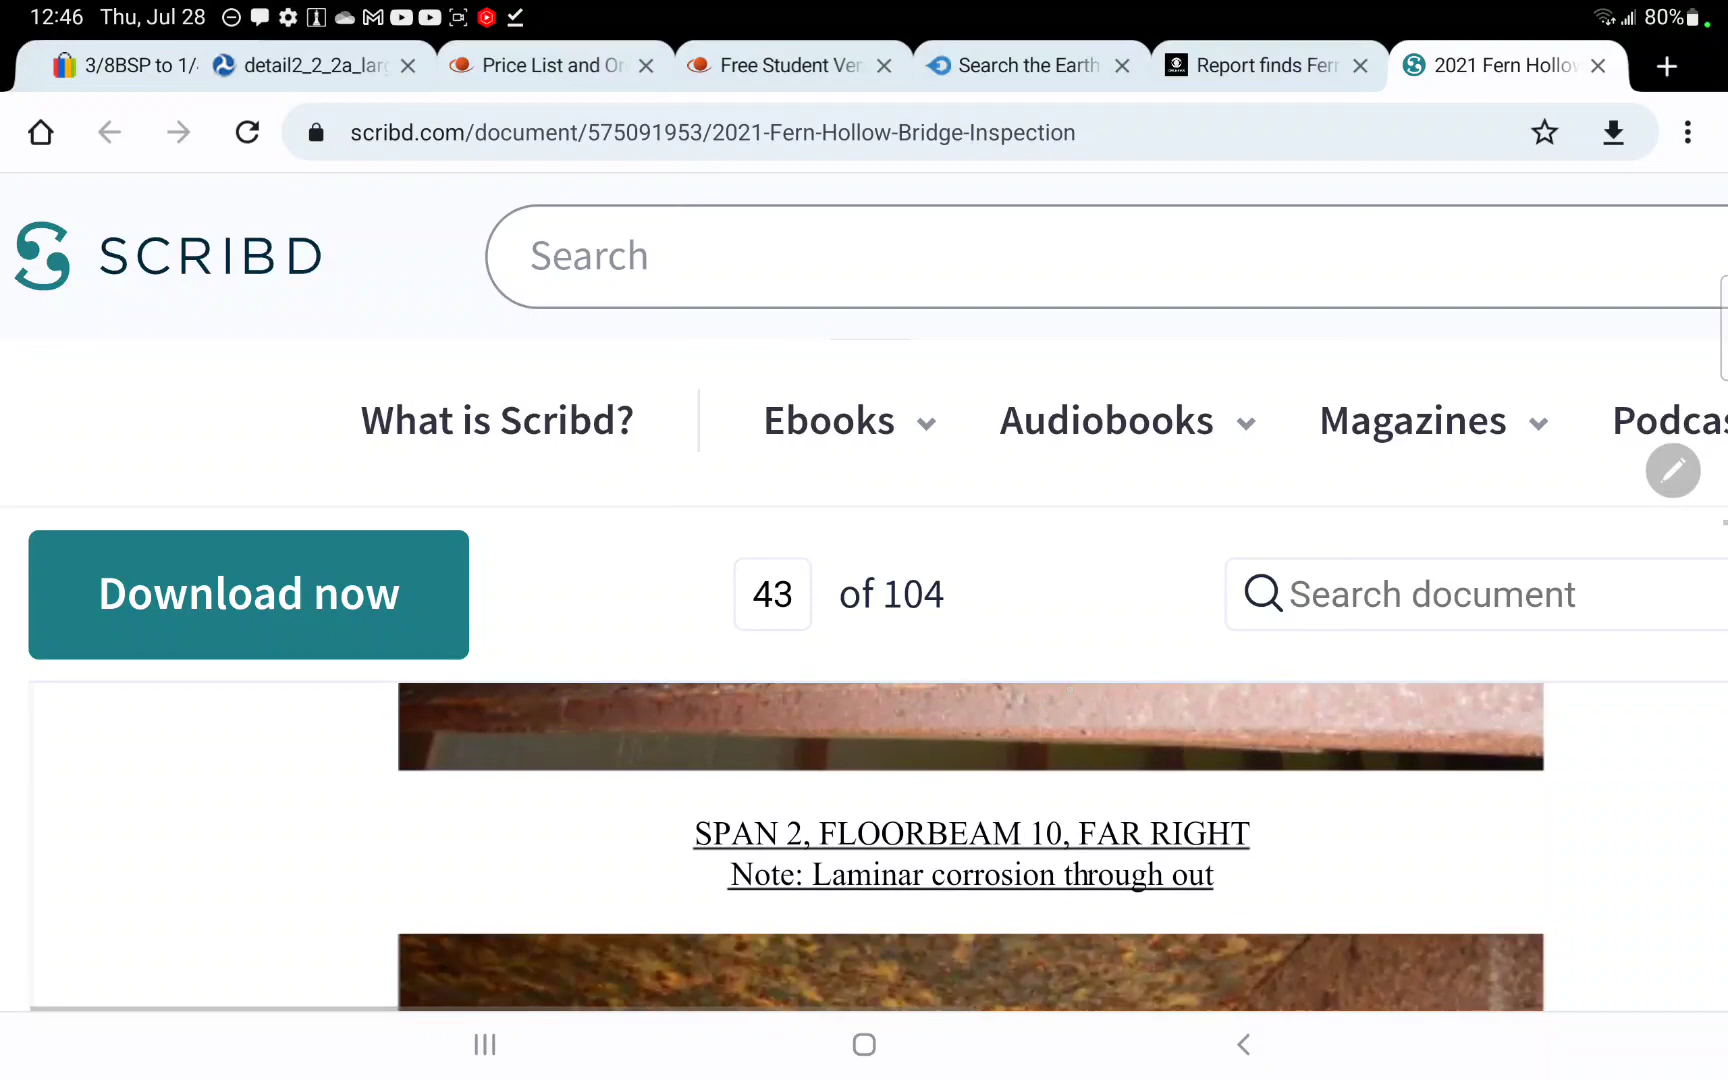 12:46 Thu, Jul 28 80%
3/8BSP to 1/ detail2_2_2a_lar Price List and Or Free Student Ver Search the Earth Report finds Fern 2021 Fern Hollow
scribd.com/document/575091953/2021-Fern-Hollow-Bridge-Inspection
SCRIBD Search
What is Scribd? Ebooks Audiobooks Magazines Podcas
Download now 43 of 104 Search document
SPAN 2, FLOORBEAM 10, FAR RIGHT
Note: Laminar corrosion through out